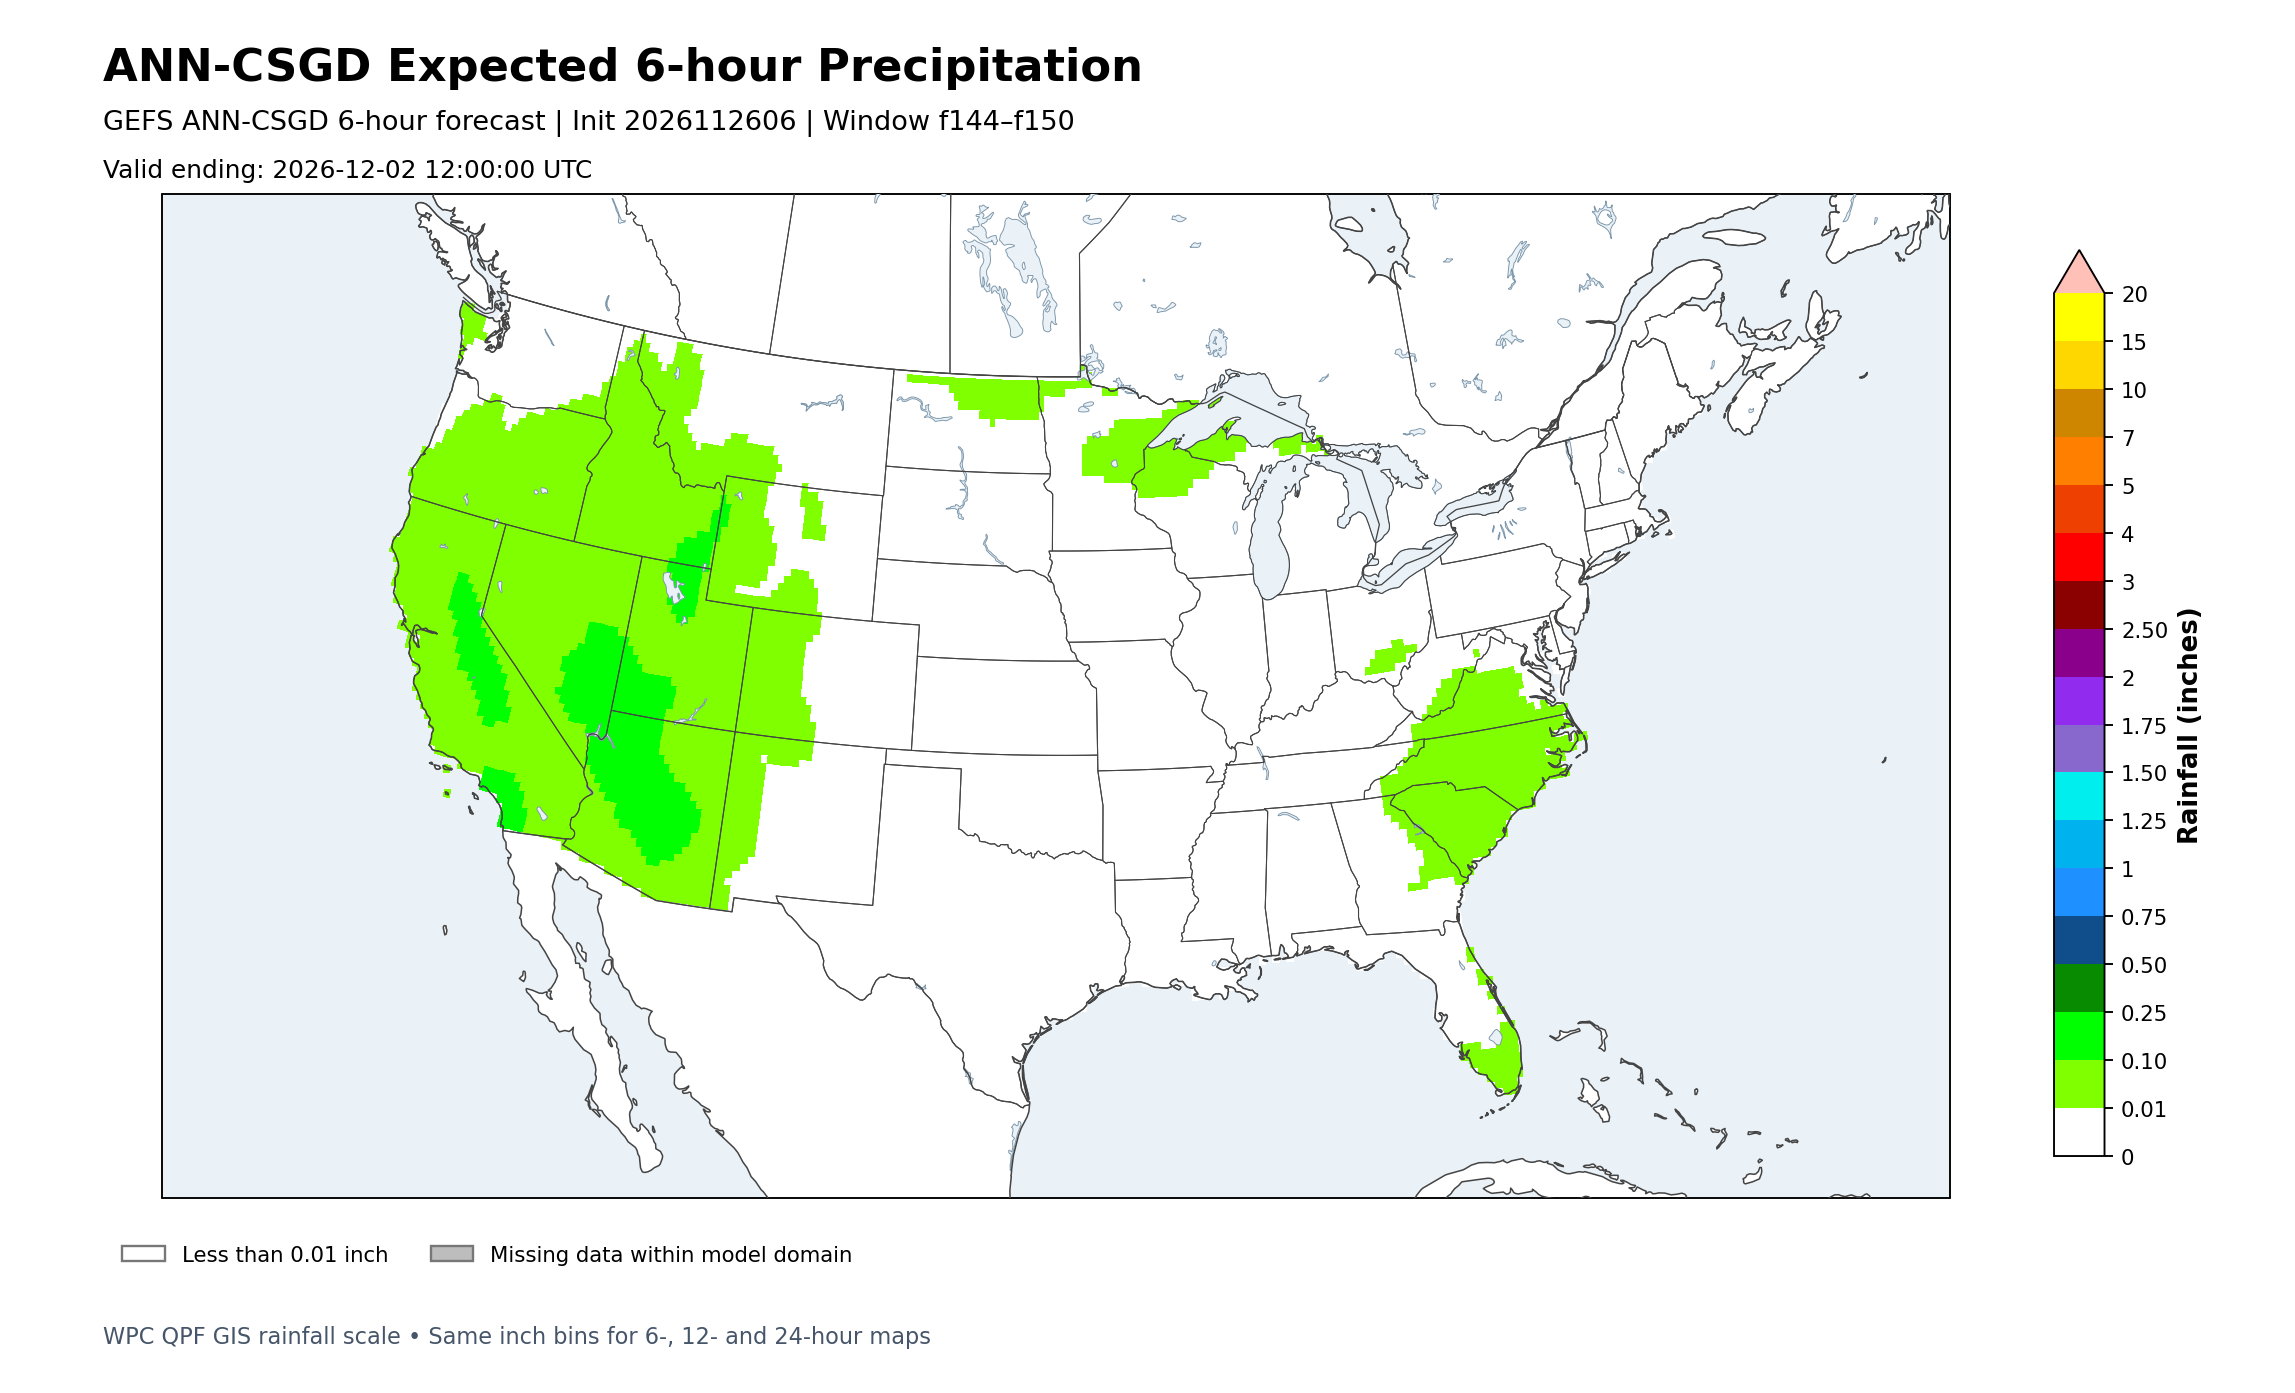 ANN-CSGD Expected 6-hour Precipitation
GEFS ANN-CSGD 6-hour forecast | Init 2026112606 | Window f144–f150
Valid ending: 2026-12-02 12:00:00 UTC
20
15
10
7
5
4
3
2.50
2
1.75
1.50
1.25
1
0.75
0.50
0.25
0.10
0.01
0
Rainfall (inches)
Less than 0.01 inch
Missing data within model domain
WPC QPF GIS rainfall scale • Same inch bins for 6-, 12- and 24-hour maps